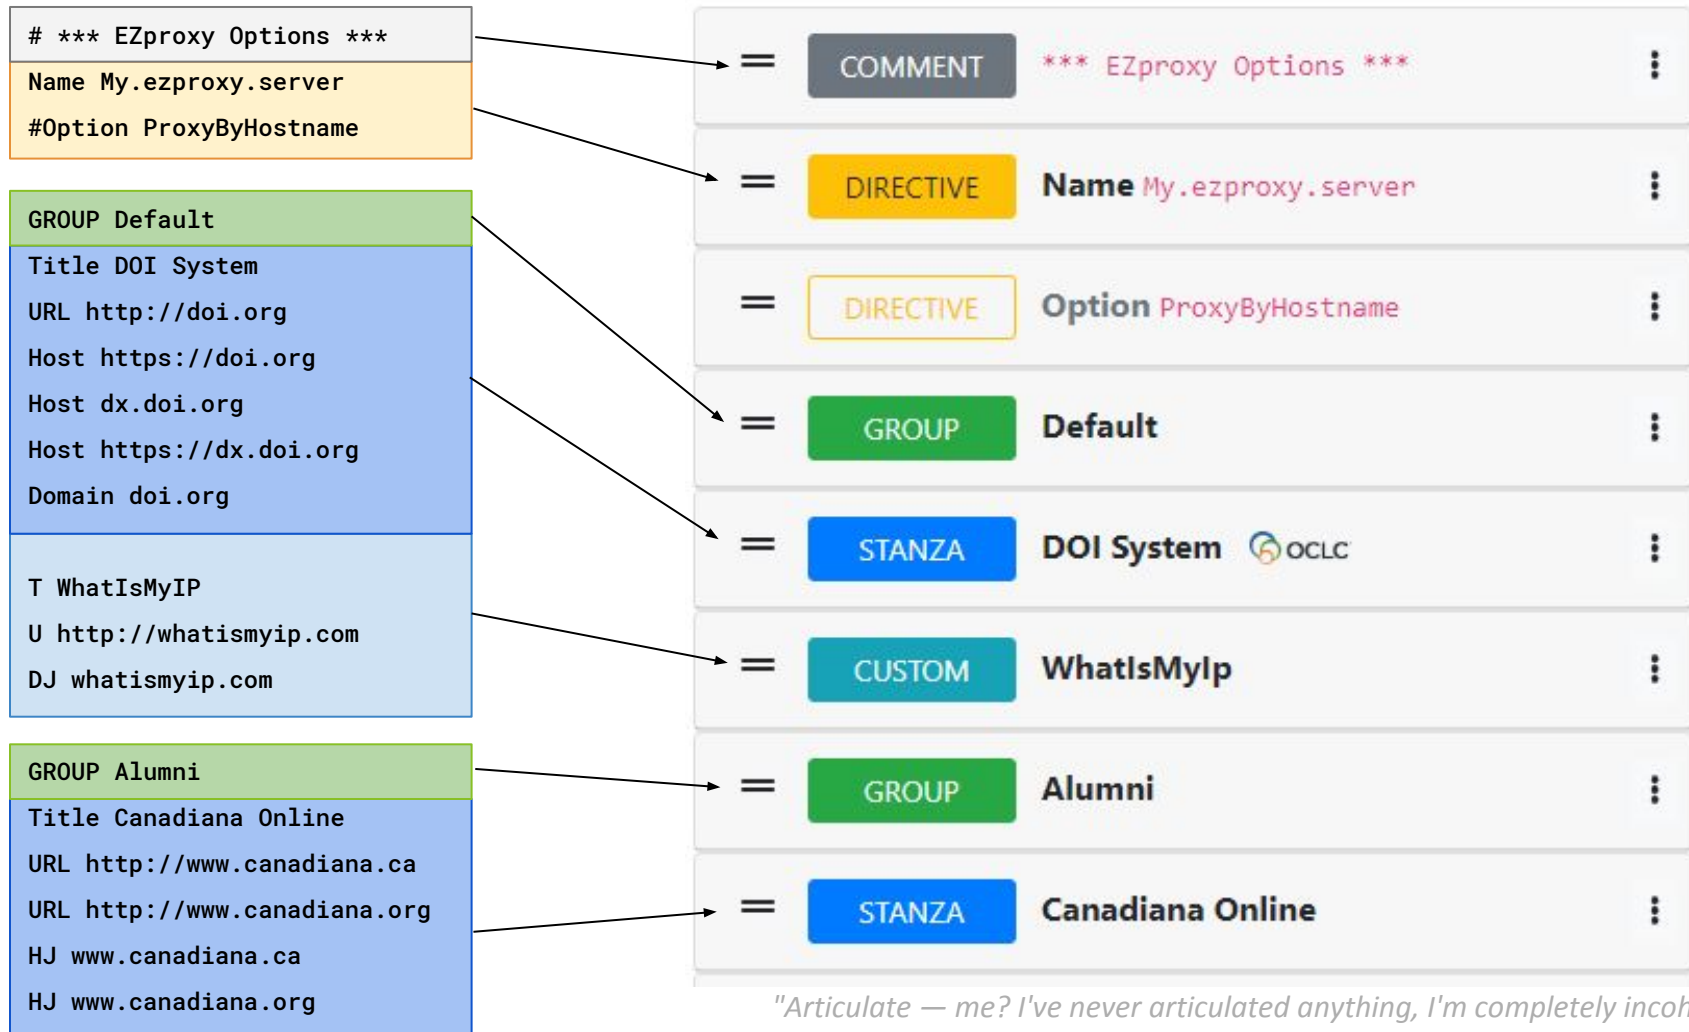 # *** EZproxy Options ***
Name My.ezproxy.server
#Option ProxyByHostname
GROUP Default
Title DOI System
URL http://doi.org
Host https://doi.org
Host dx.doi.org
Host https://dx.doi.org
Domain doi.org
T WhatIsMyIP
U http://whatismyip.com
DJ whatismyip.com
GROUP Alumni
Title Canadiana Online
URL http://www.canadiana.ca
URL http://www.canadiana.org
HJ www.canadiana.ca
HJ www.canadiana.org
COMMENT *** EZproxy Options ***
DIRECTIVE Name My.ezproxy.server
DIRECTIVE Option ProxyByHostname
GROUP Default
STANZA DOI System OCLC
CUSTOM WhatIsMyIp
GROUP Alumni
STANZA Canadiana Online
"Articulate — me? I've never articulated anything, I'm completely